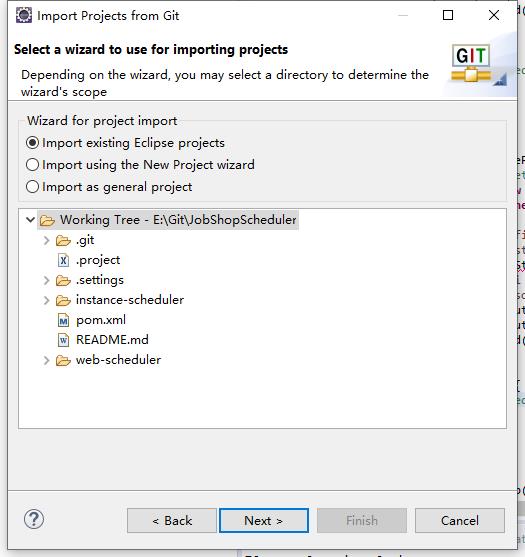 Import Projects from Git
Select a wizard to use for importing projects
Depending on the wizard, you may select a directory to determine the
wizard's scope
GIT
Wizard for project import
Import existing Eclipse projects
Import using the New Project wizard
Import as general project
Working Tree - E:\Git\JobShopScheduler
.git
.project
.settings
instance-scheduler
pom.xml
README.md
web-scheduler
< Back
Next >
Finish
Cancel